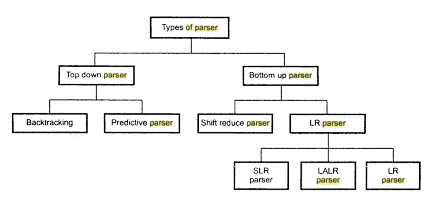 Types of parser
Top down parser
Bottom up parser
Backtracking
Predictive parser
Shift reduce parser
LR parser
SLR
parser
LALR
parser
LR
parser